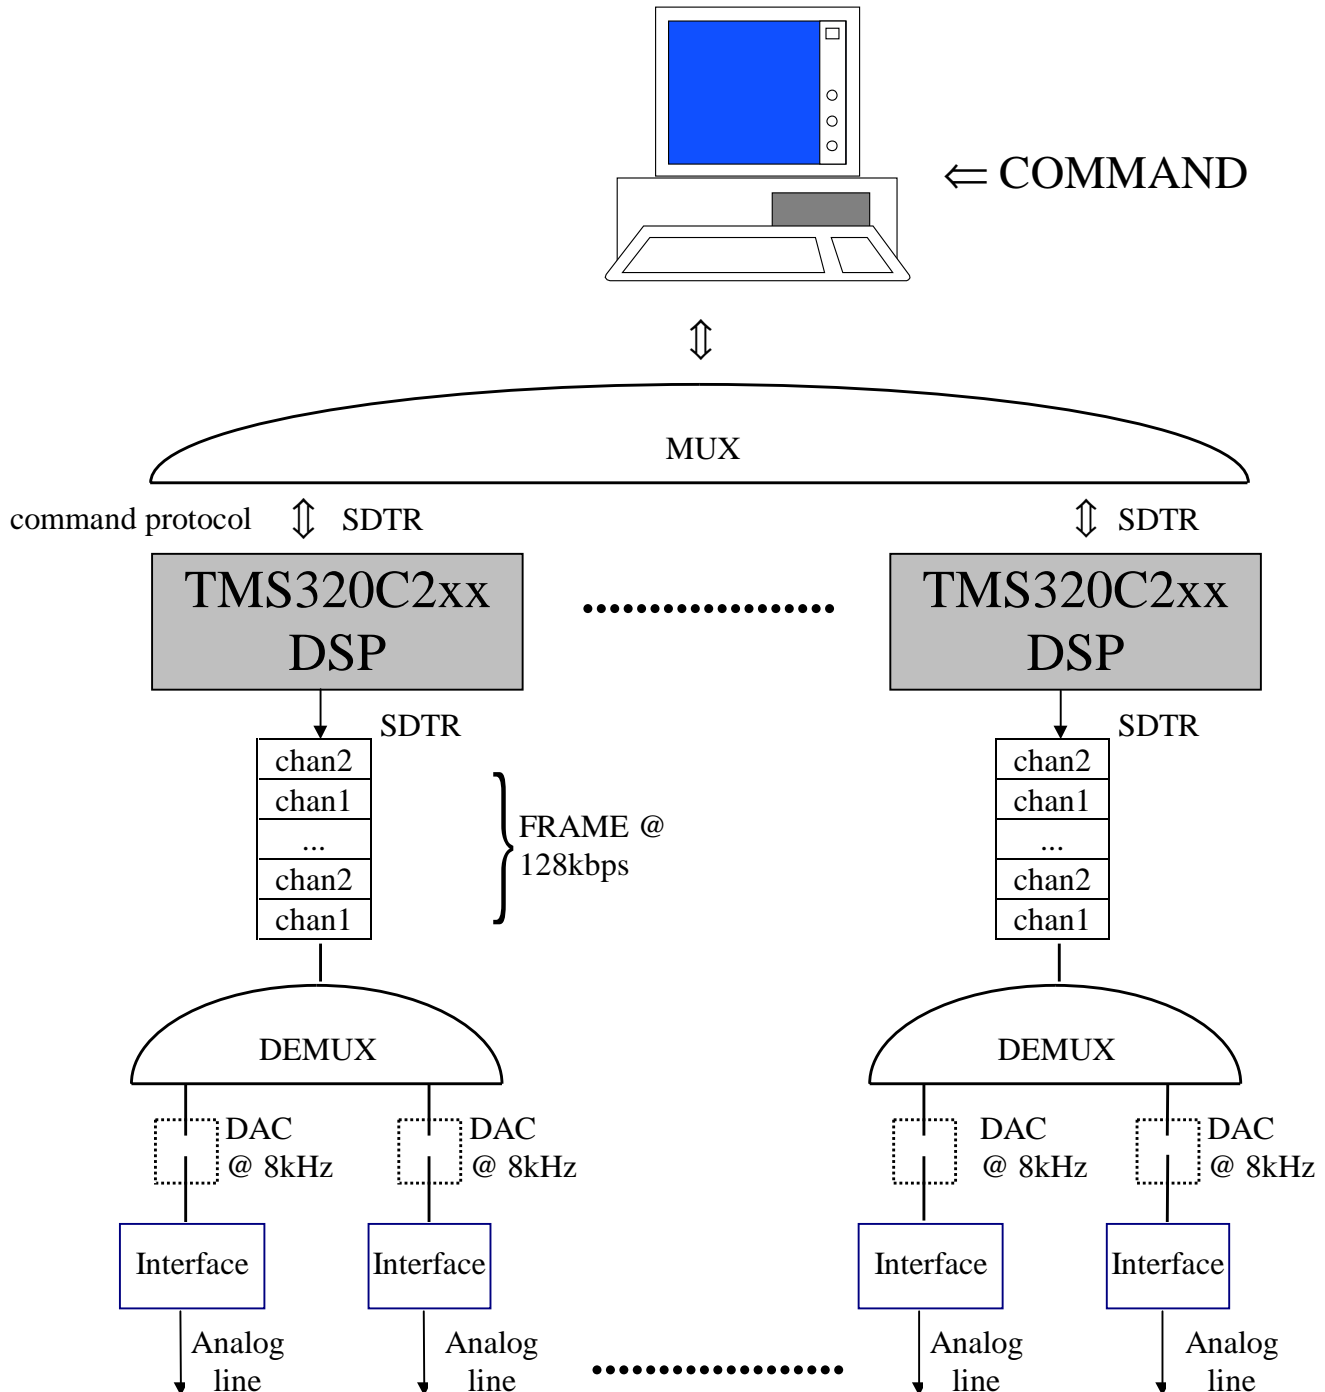 ⇐ COMMAND
⇕
MUX
command protocol ⇕ SDTR
⇕ SDTR
TMS320C2xx
DSP
TMS320C2xx
DSP
SDTR
SDTR
chan2
chan1
...
chan2
chan1
FRAME @
128kbps
chan2
chan1
...
chan2
chan1
DEMUX
DEMUX
DAC
@ 8kHz
DAC
@ 8kHz
DAC
@ 8kHz
DAC
@ 8kHz
Interface
Interface
Interface
Interface
Analog
line
Analog
line
Analog
line
Analog
line